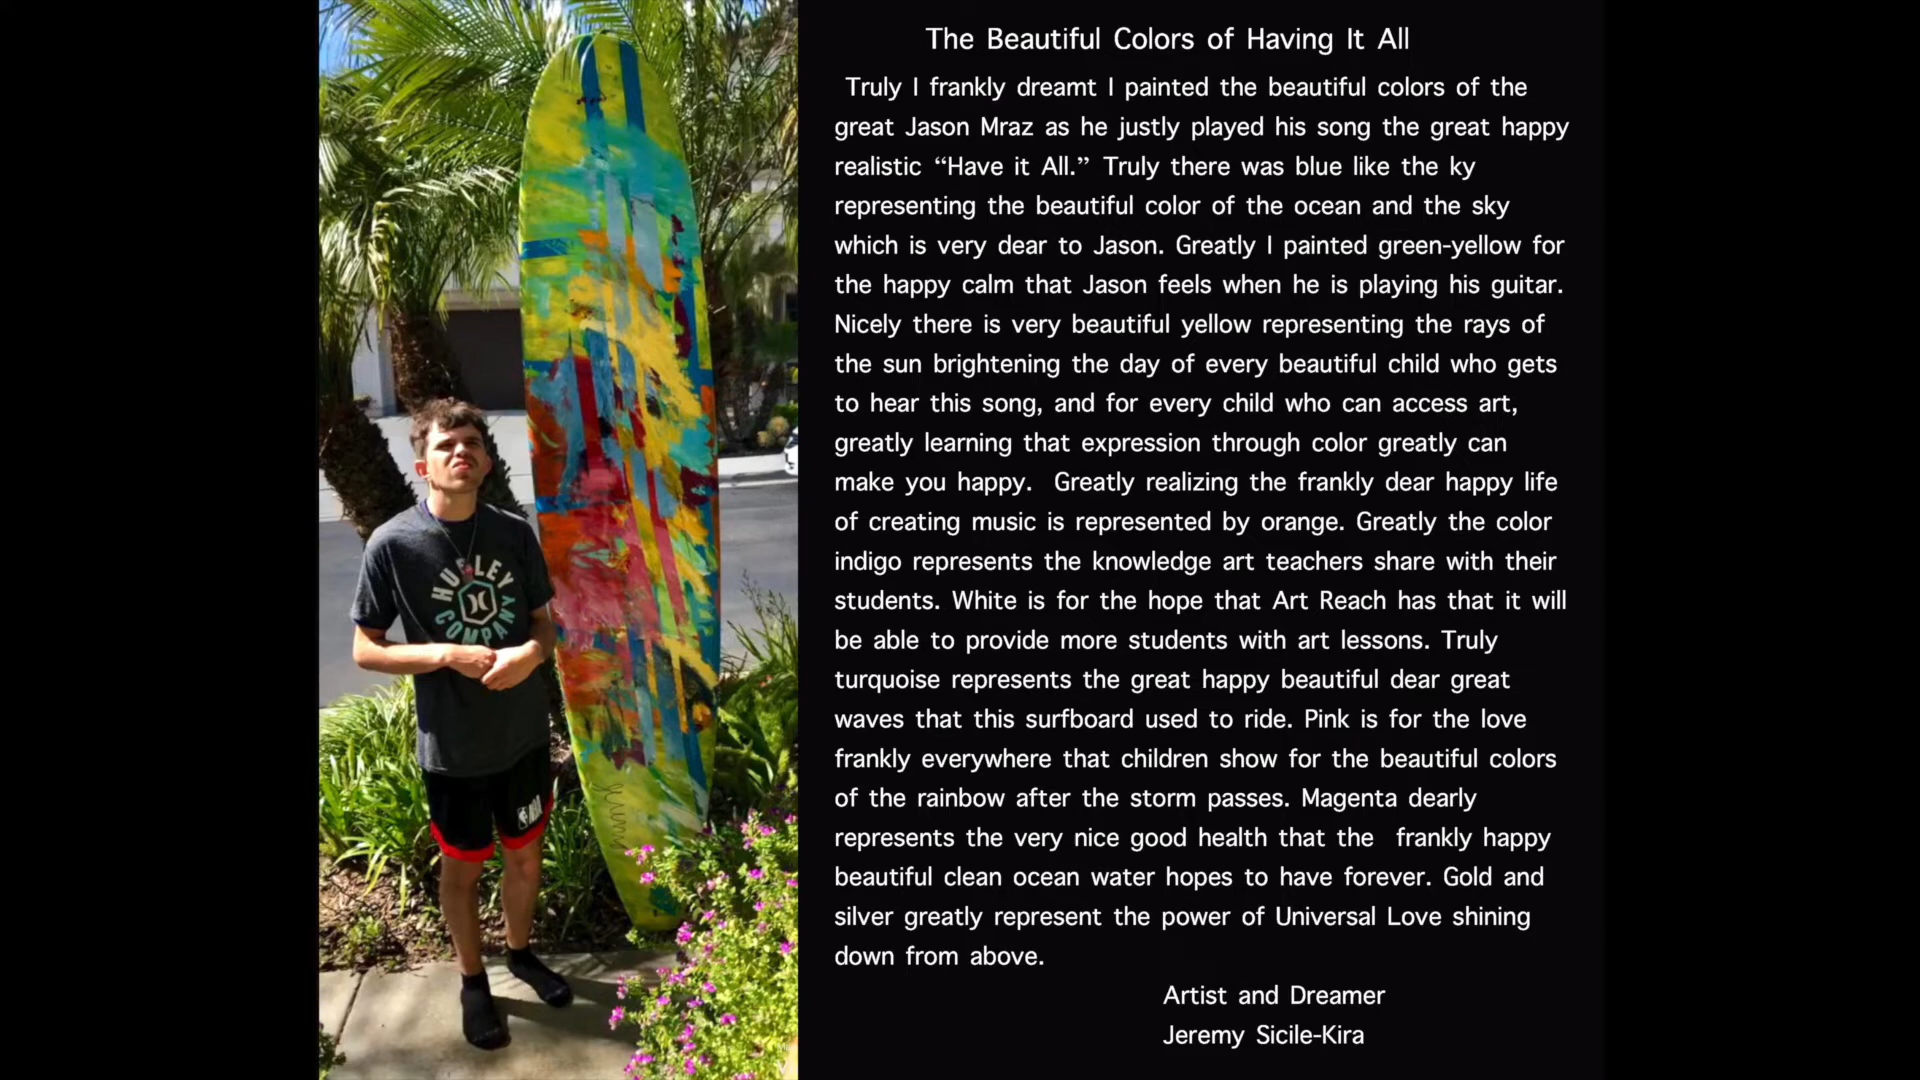 The Beautiful Colors of Having It All
Truly I frankly dreamt I painted the beautiful colors of the
great Jason Mraz as he justly played his song the great happy
realistic “Have it All.” Truly there was blue like the ky
representing the beautiful color of the ocean and the sky
which is very dear to Jason. Greatly I painted green-yellow for
the happy calm that Jason feels when he is playing his guitar.
Nicely there is very beautiful yellow representing the rays of
the sun brightening the day of every beautiful child who gets
to hear this song, and for every child who can access art,
greatly learning that expression through color greatly can
make you happy.  Greatly realizing the frankly dear happy life
of creating music is represented by orange. Greatly the color
indigo represents the knowledge art teachers share with their
students. White is for the hope that Art Reach has that it will
be able to provide more students with art lessons. Truly
turquoise represents the great happy beautiful dear great
waves that this surfboard used to ride. Pink is for the love
frankly everywhere that children show for the beautiful colors
of the rainbow after the storm passes. Magenta dearly
represents the very nice good health that the  frankly happy
beautiful clean ocean water hopes to have forever. Gold and
silver greatly represent the power of Universal Love shining
down from above.
Artist and Dreamer
Jeremy Sicile-Kira
HURLEY
COMPANY
NBA